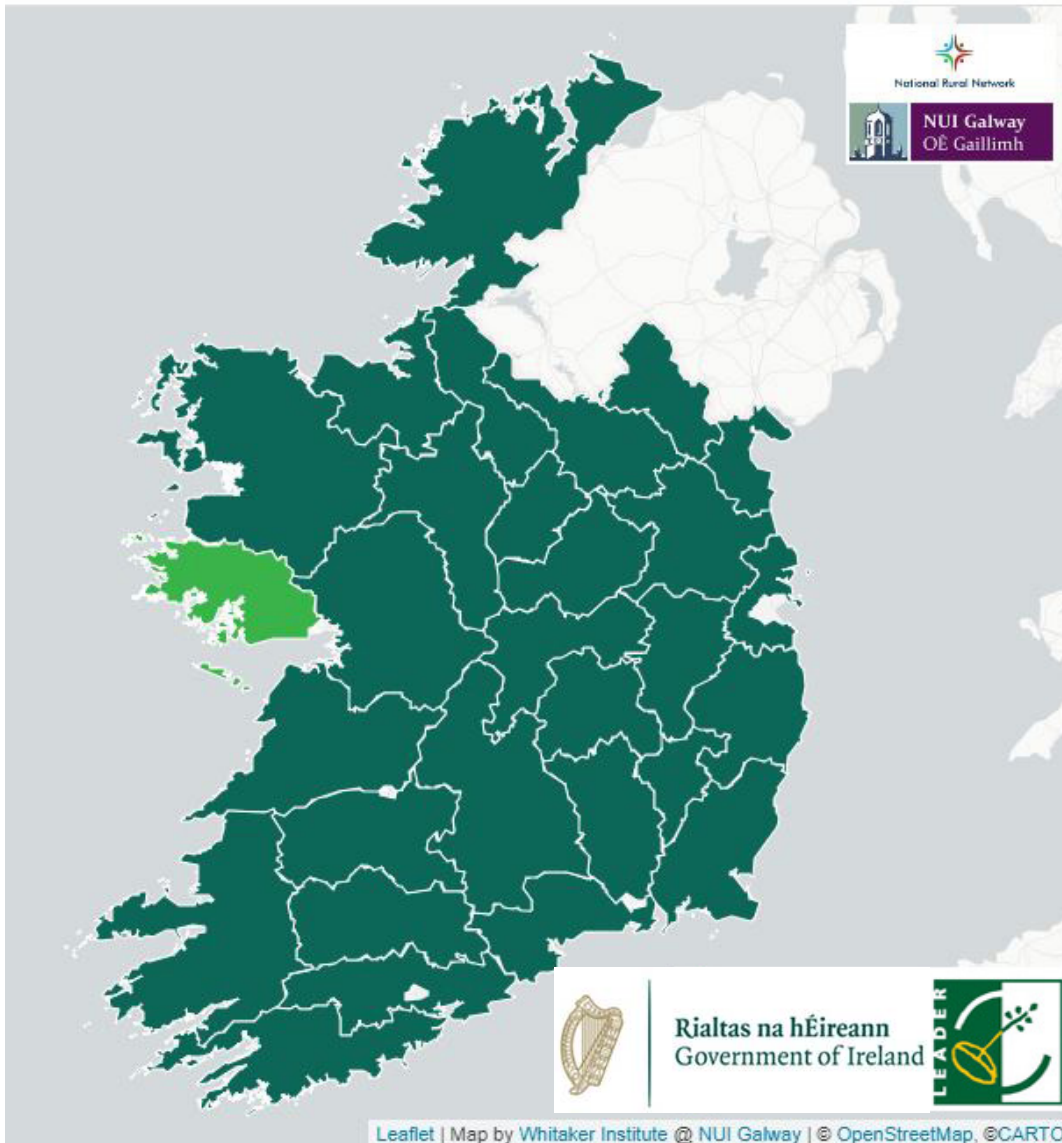 National Rural Network
NUI Galway
OÉ Gaillimh
Rialtas na hÉireann
Government of Ireland
LEADER
Leaflet | Map by Whitaker Institute @ NUI Galway | © OpenStreetMap, ©CARTO